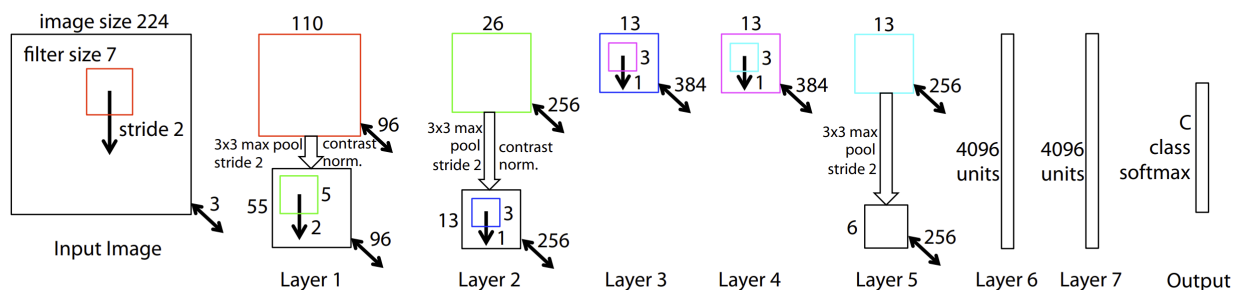 image size 224
filter size 7
stride 2
3
Input Image
110
96
3x3 max pool
stride 2
contrast
norm.
55
5
2
96
Layer 1
26
256
3x3 max
pool
stride 2
contrast
norm.
13
3
1
256
Layer 2
13
3
1
384
Layer 3
13
3
1
384
Layer 4
13
256
3x3 max
pool
stride 2
6
256
Layer 5
4096
units
Layer 6
4096
units
Layer 7
C
class
softmax
Output